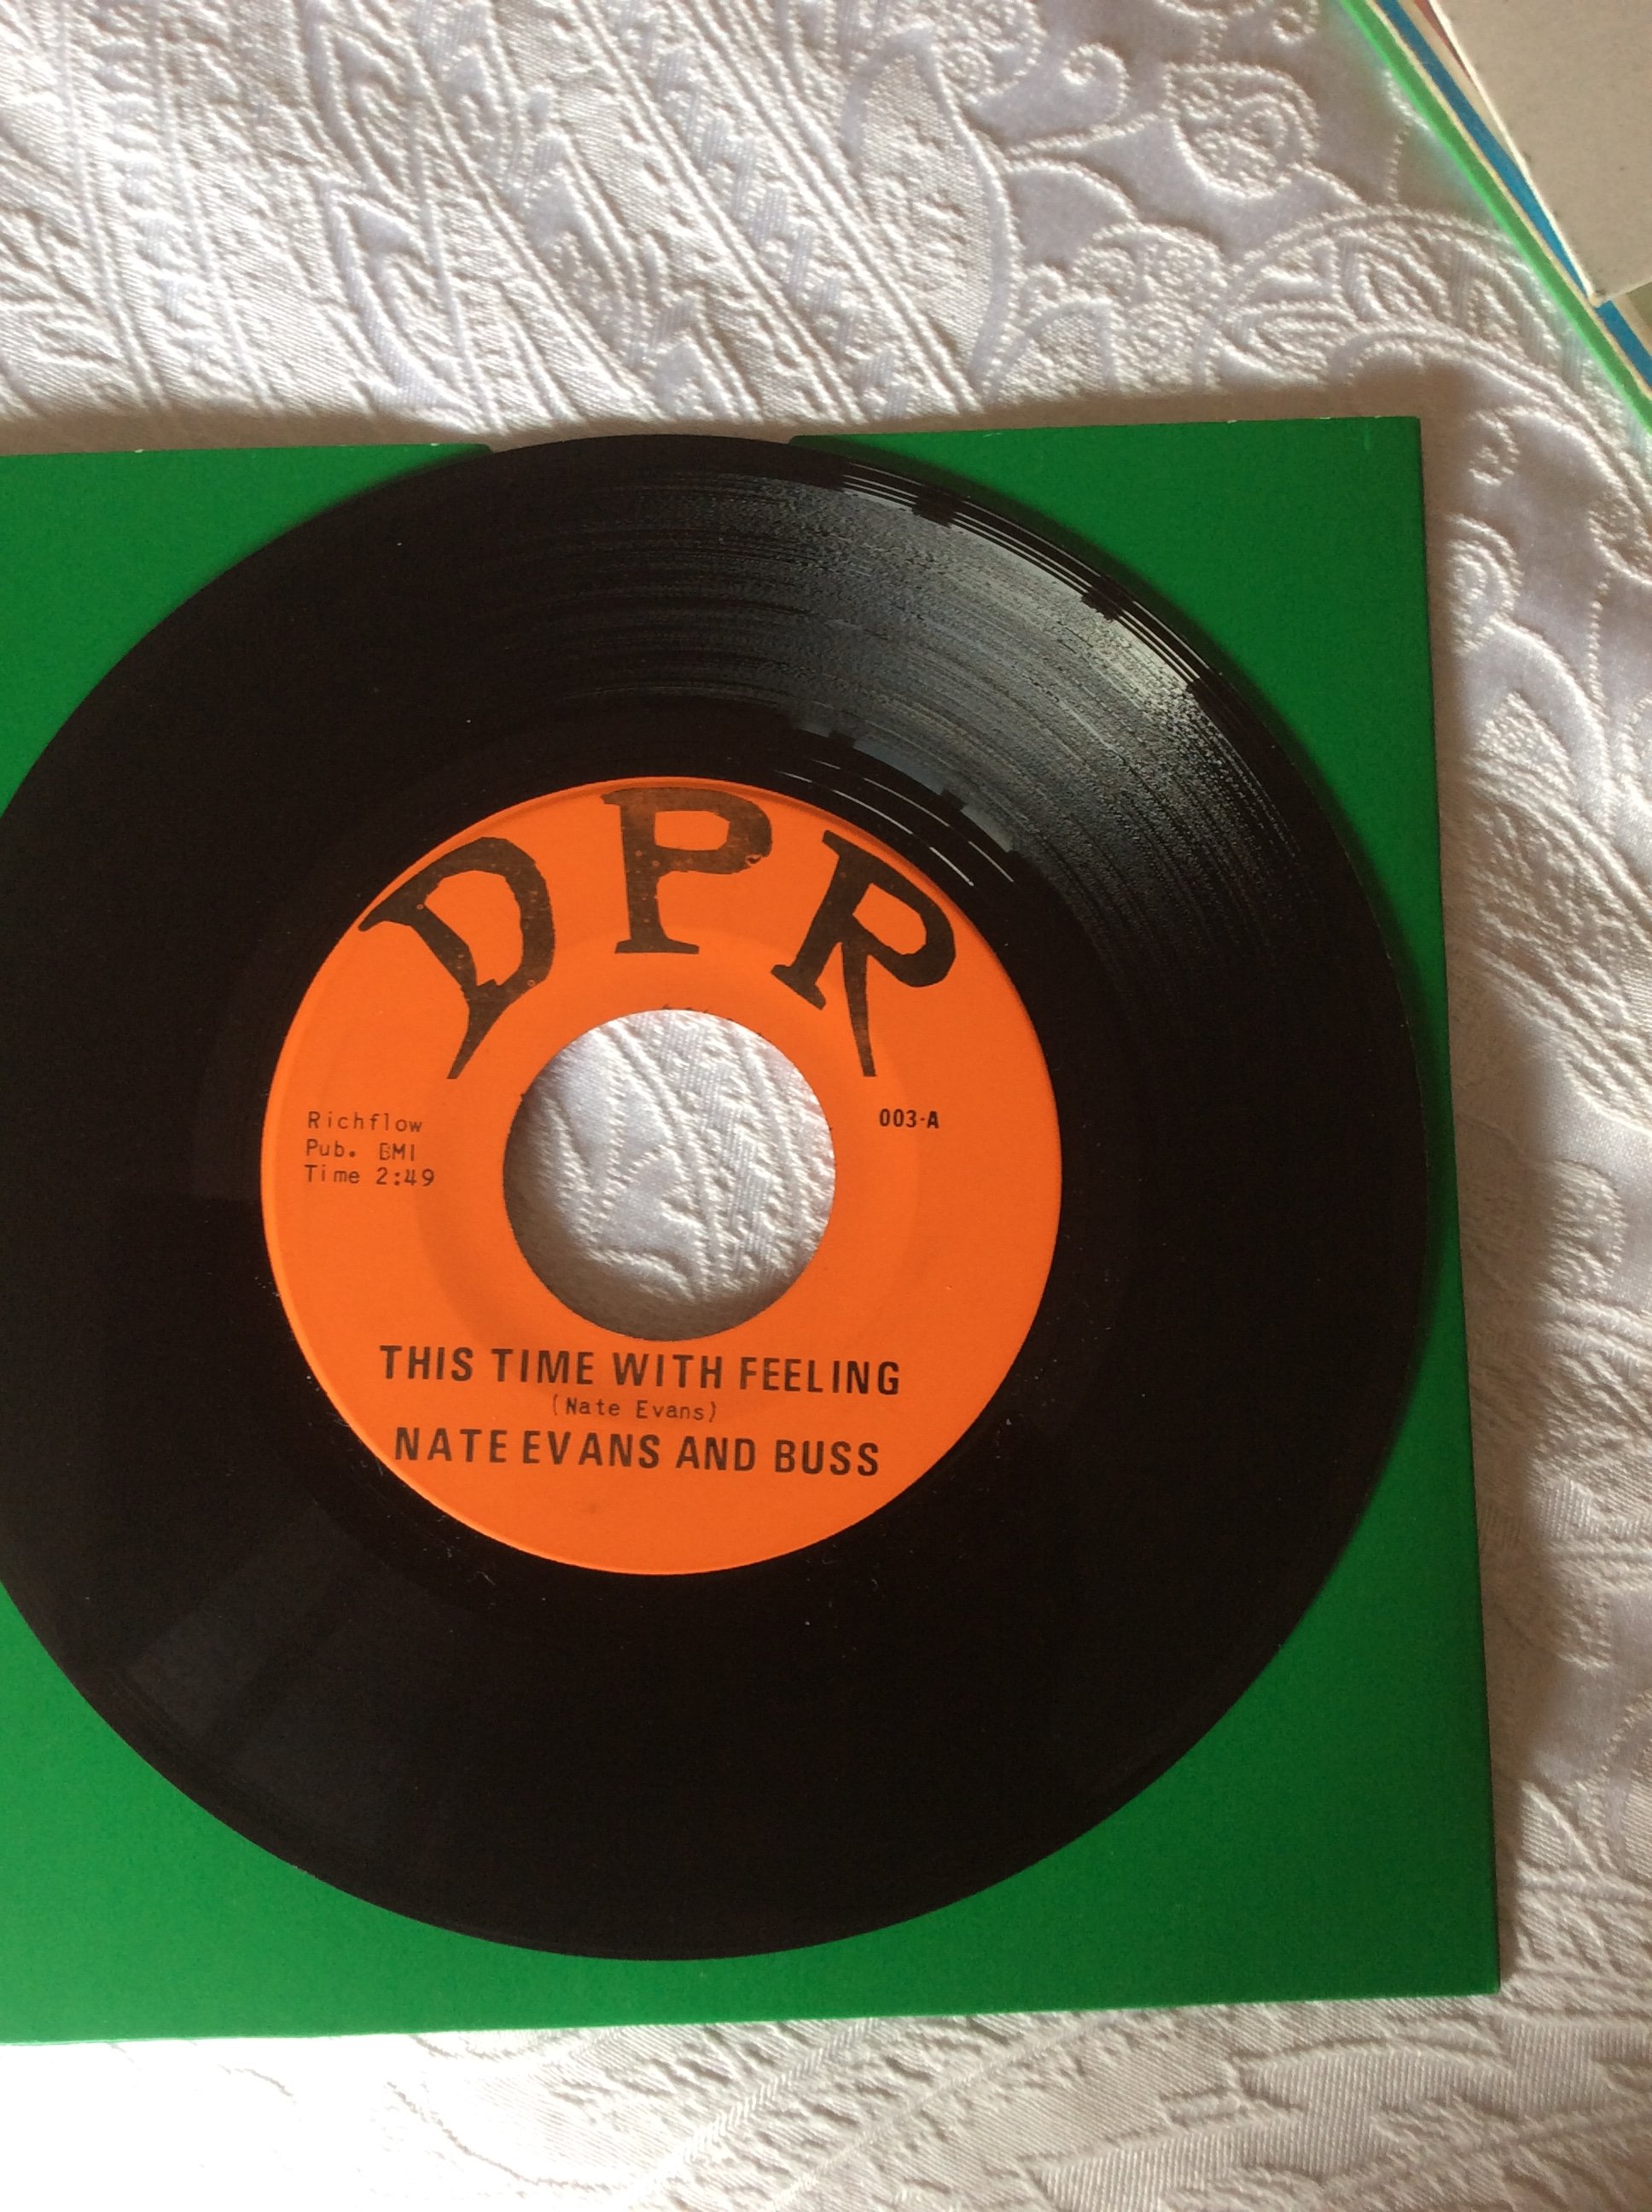 DPR
Richflow
Pub. BMI
Time 2:49
003-A
THIS TIME WITH FEELING
(Nate Evans)
NATE EVANS AND BUSS